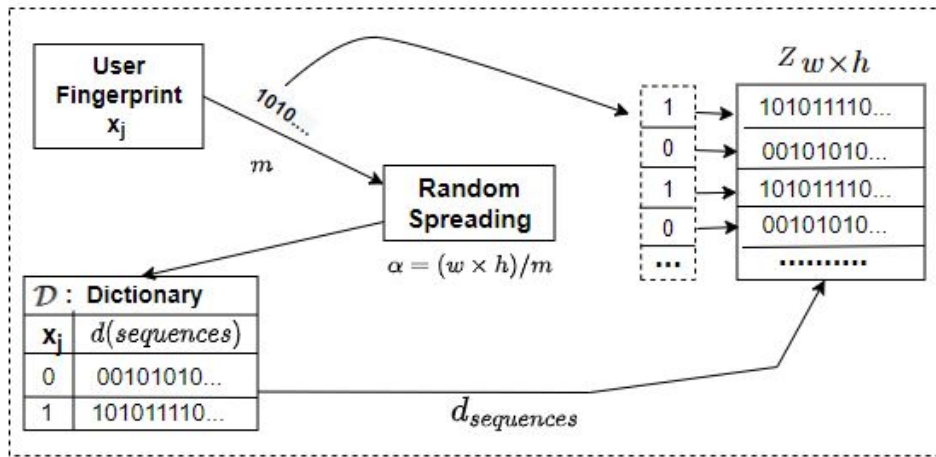 User
Fingerprint
x_j
1010....
m
Random
Spreading
α = (w × h)/m
𝒟 : Dictionary
x_j d(sequences)
0 00101010...
1 101011110...
d_sequences
Z_{w×h}
1 101011110...
0 00101010...
1 101011110...
0 00101010...
... ..........